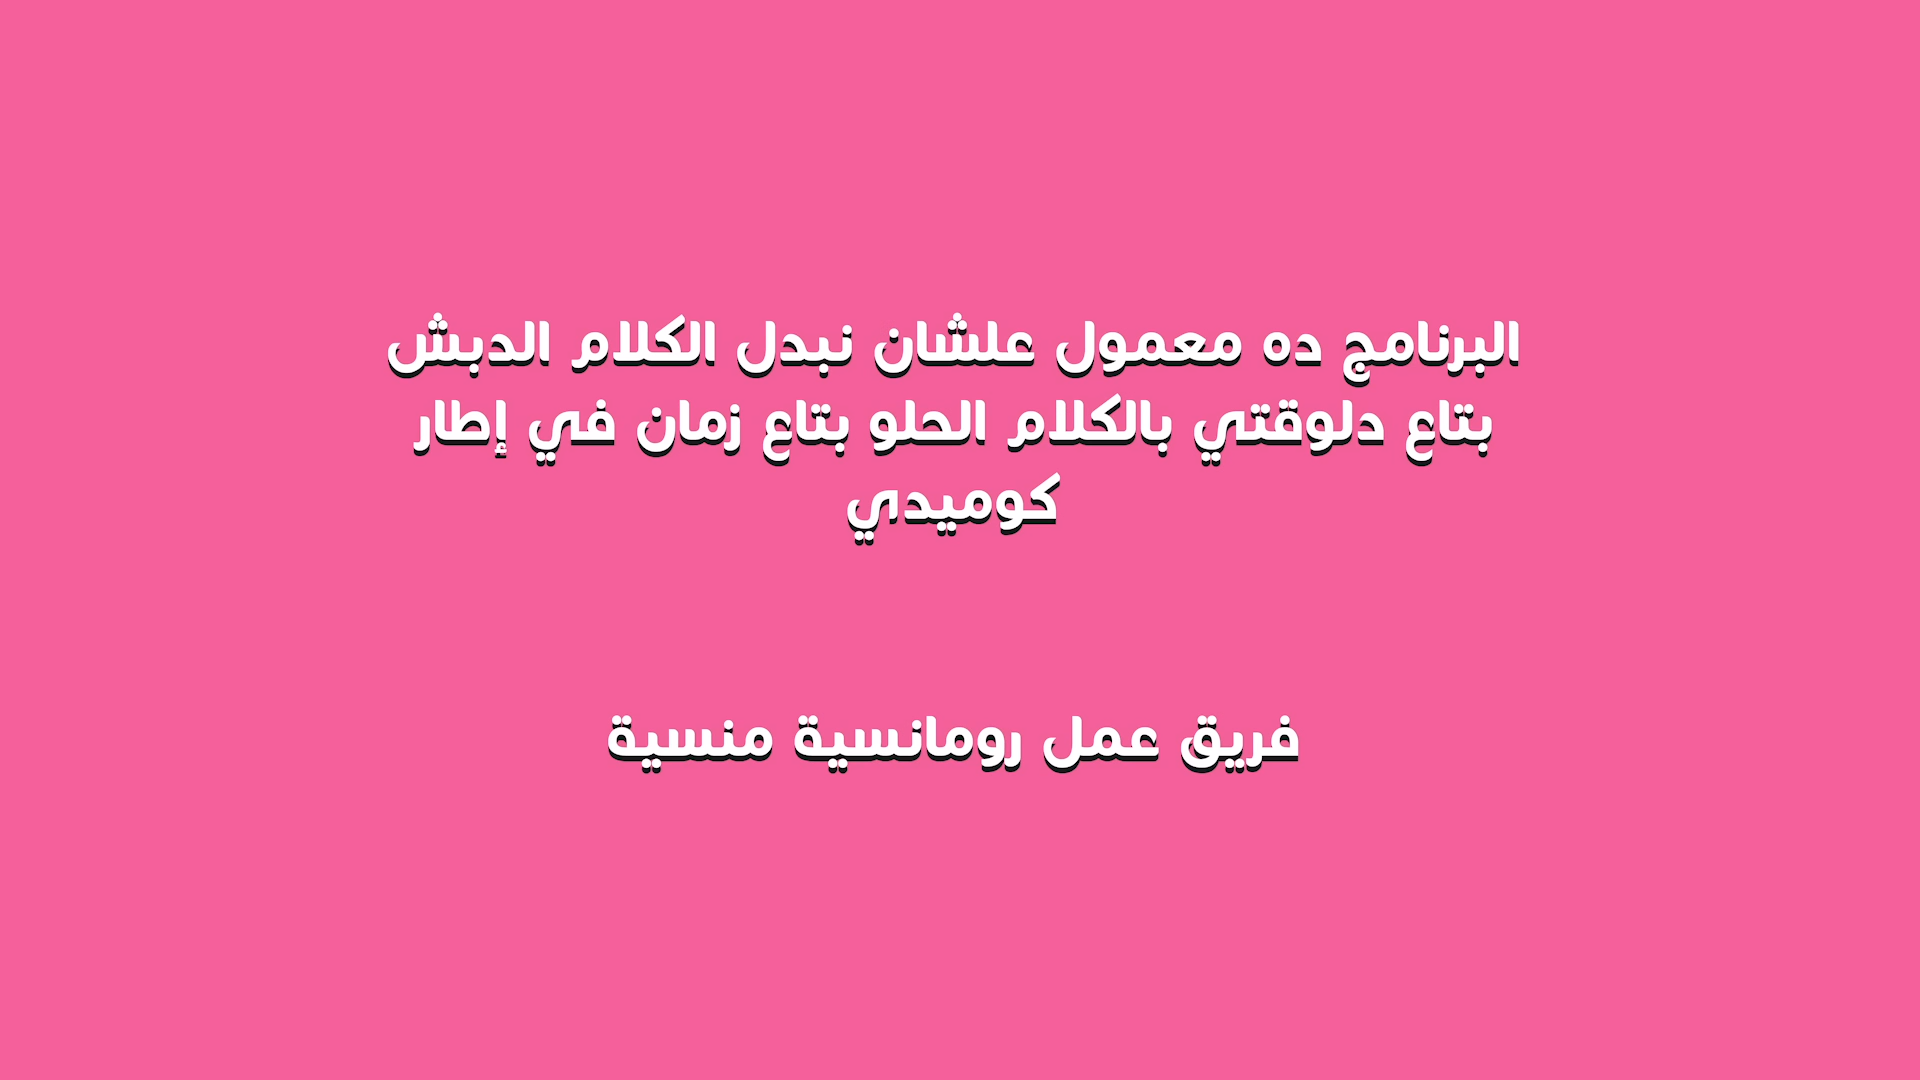 البرنامج ده معمول علشان نبدل الكلام الدبش
بتاع دلوقتي بالكلام الحلو بتاع زمان في إطار
كوميدي
فريق عمل رومانسية منسية